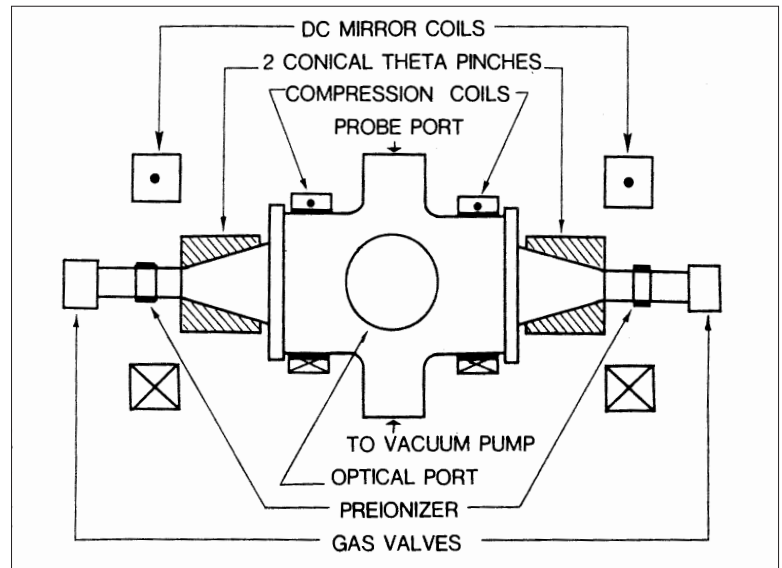 DC MIRROR COILS
2 CONICAL THETA PINCHES
COMPRESSION COILS
PROBE PORT
TO VACUUM PUMP
OPTICAL PORT
PREIONIZER
GAS VALVES